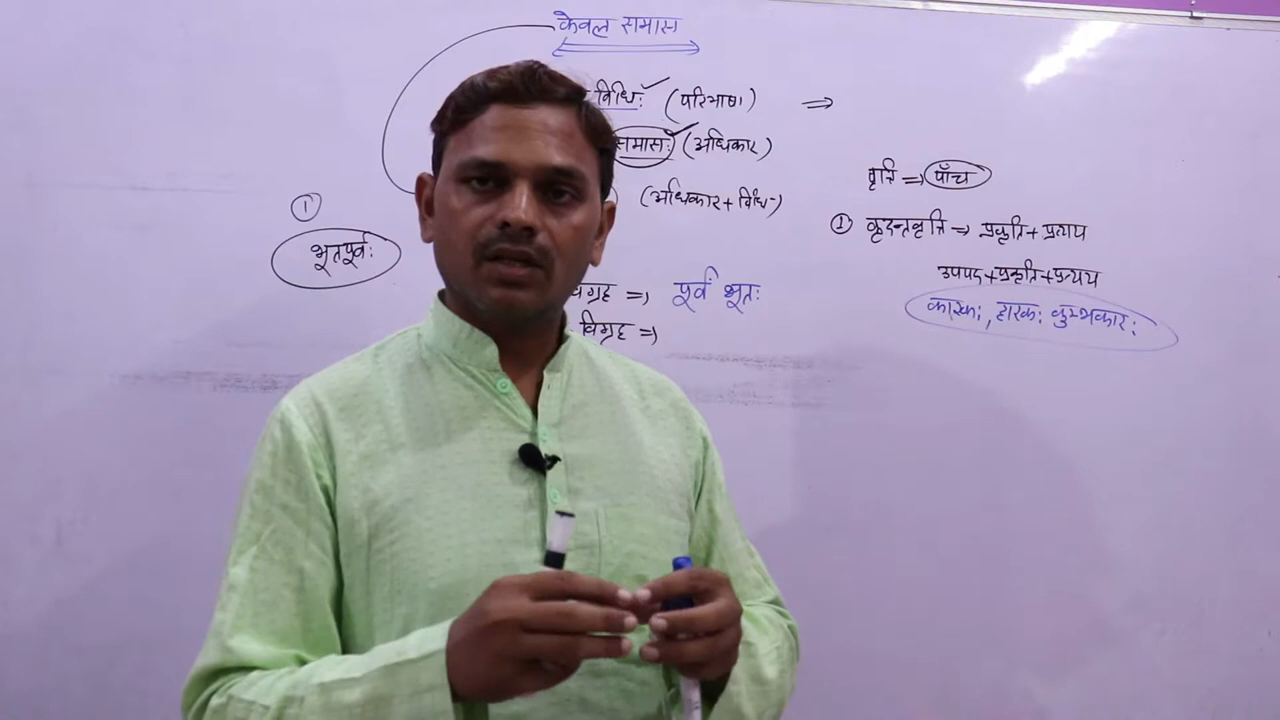 केवल समास
विधिः (परिभाषा) ⇒
समासः (अधिकार)
(अधिकार + विधि)
① 
भूतपूर्वः
विग्रह ⇒ पूर्वं भूतः
विग्रह ⇒
वृत्ति ⇒ पाँच
① कृदन्तवृत्ति ⇒ प्रकृति + प्रत्यय
उपपद + प्रकृति + प्रत्यय
कारकः, हारकः कुम्भकारः